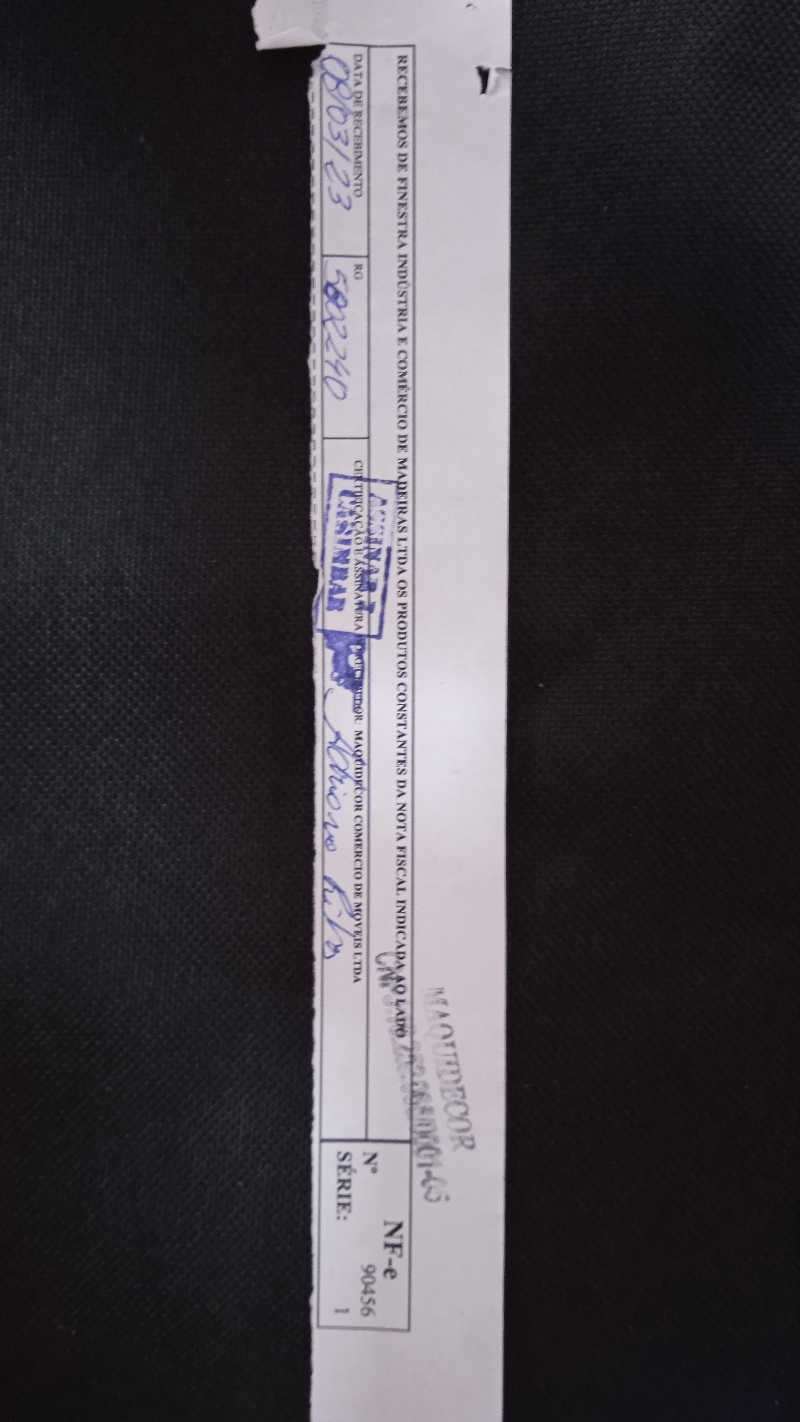 MAQUIDECOR
RECEBEMOS DE FINESTRA INDÚSTRIA E COMÉRCIO DE MADEIRAS LTDA OS PRODUTOS CONSTANTES DA NOTA FISCAL INDICADA AO LADO
DATA DE RECEBIMENTO
08/03/23
RG
5802240
CERTIFICAÇÃO E ASSINATURA RECEBEDOR: MAQUIDECOR COMERCIO DE MOVEIS LTDA
ASSINAR E
CARIMBAR
NF-e
Nº 90456
SÉRIE: 1